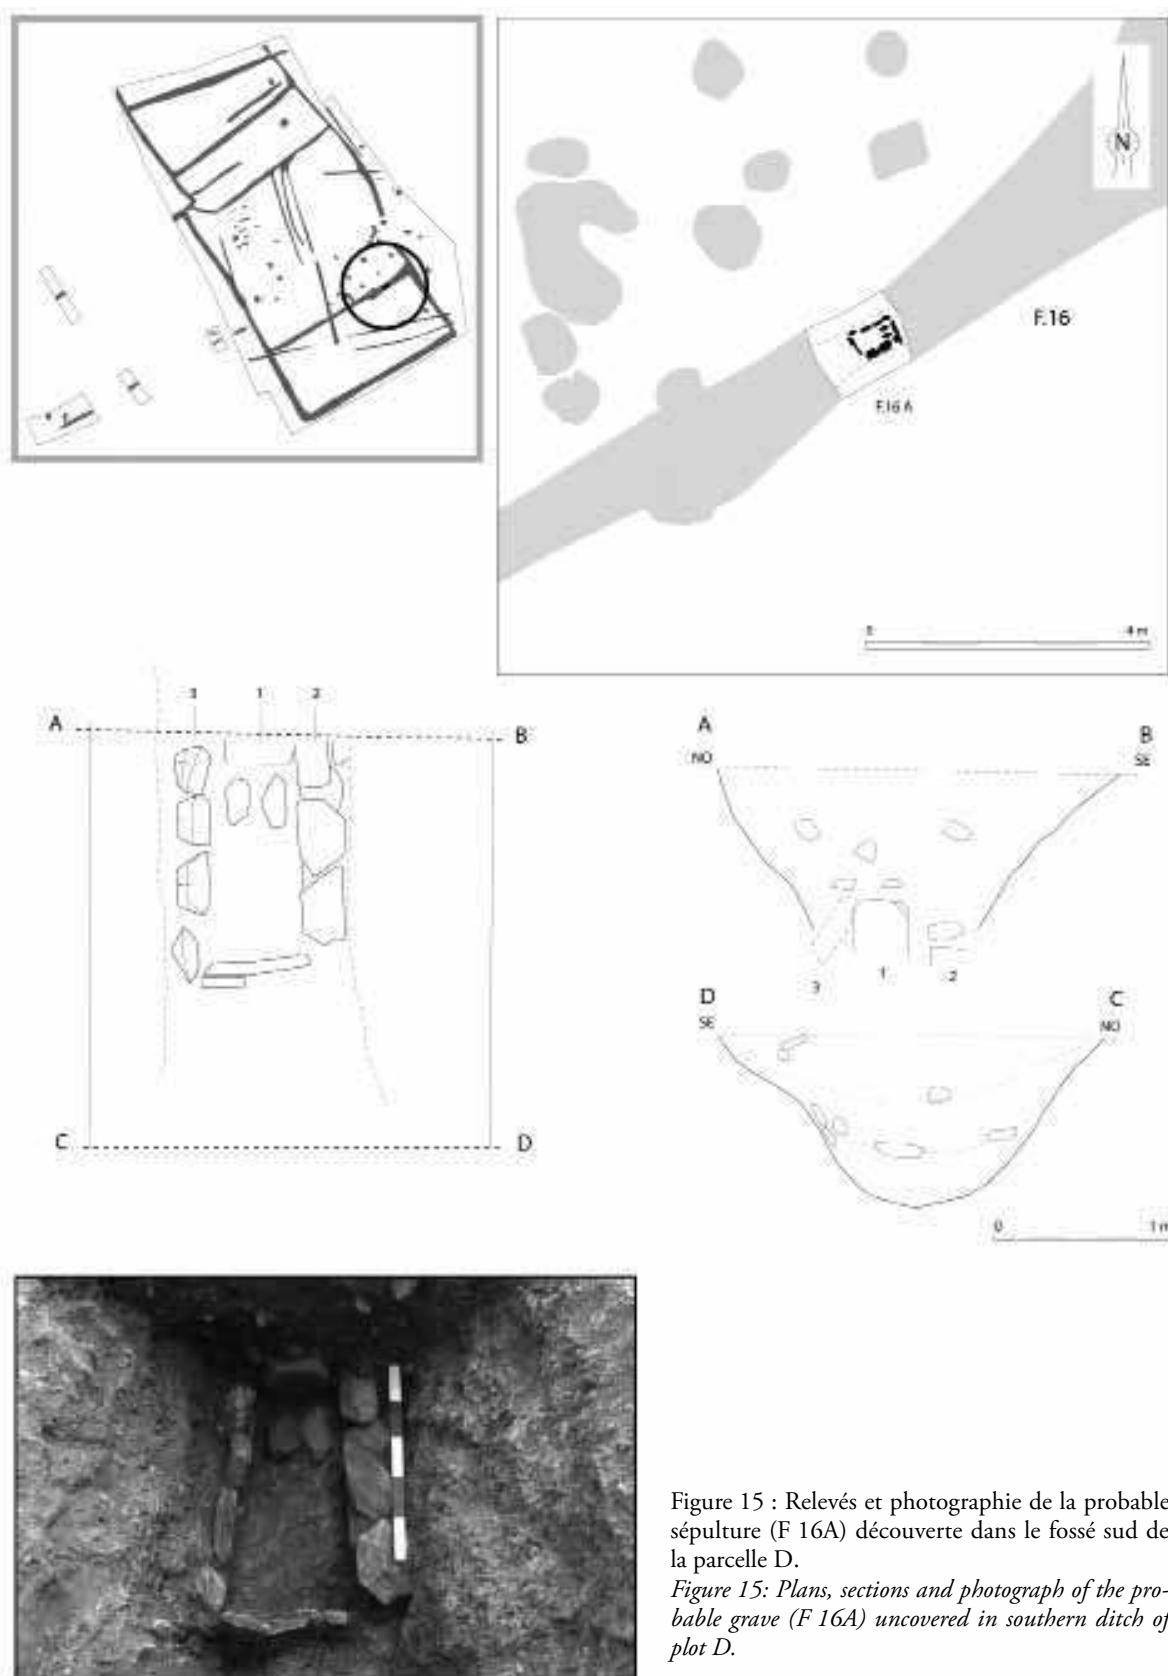 N
F.16
F.16 A
0 4 m
3 1 2
A B
C D
A B
NO SE
3 1 2
D C
SE NO
0 1 m
Figure 15 : Relevés et photographie de la probable
sépulture (F 16A) découverte dans le fossé sud de
la parcelle D.
Figure 15: Plans, sections and photograph of the pro-
bable grave (F 16A) uncovered in southern ditch of
plot D.